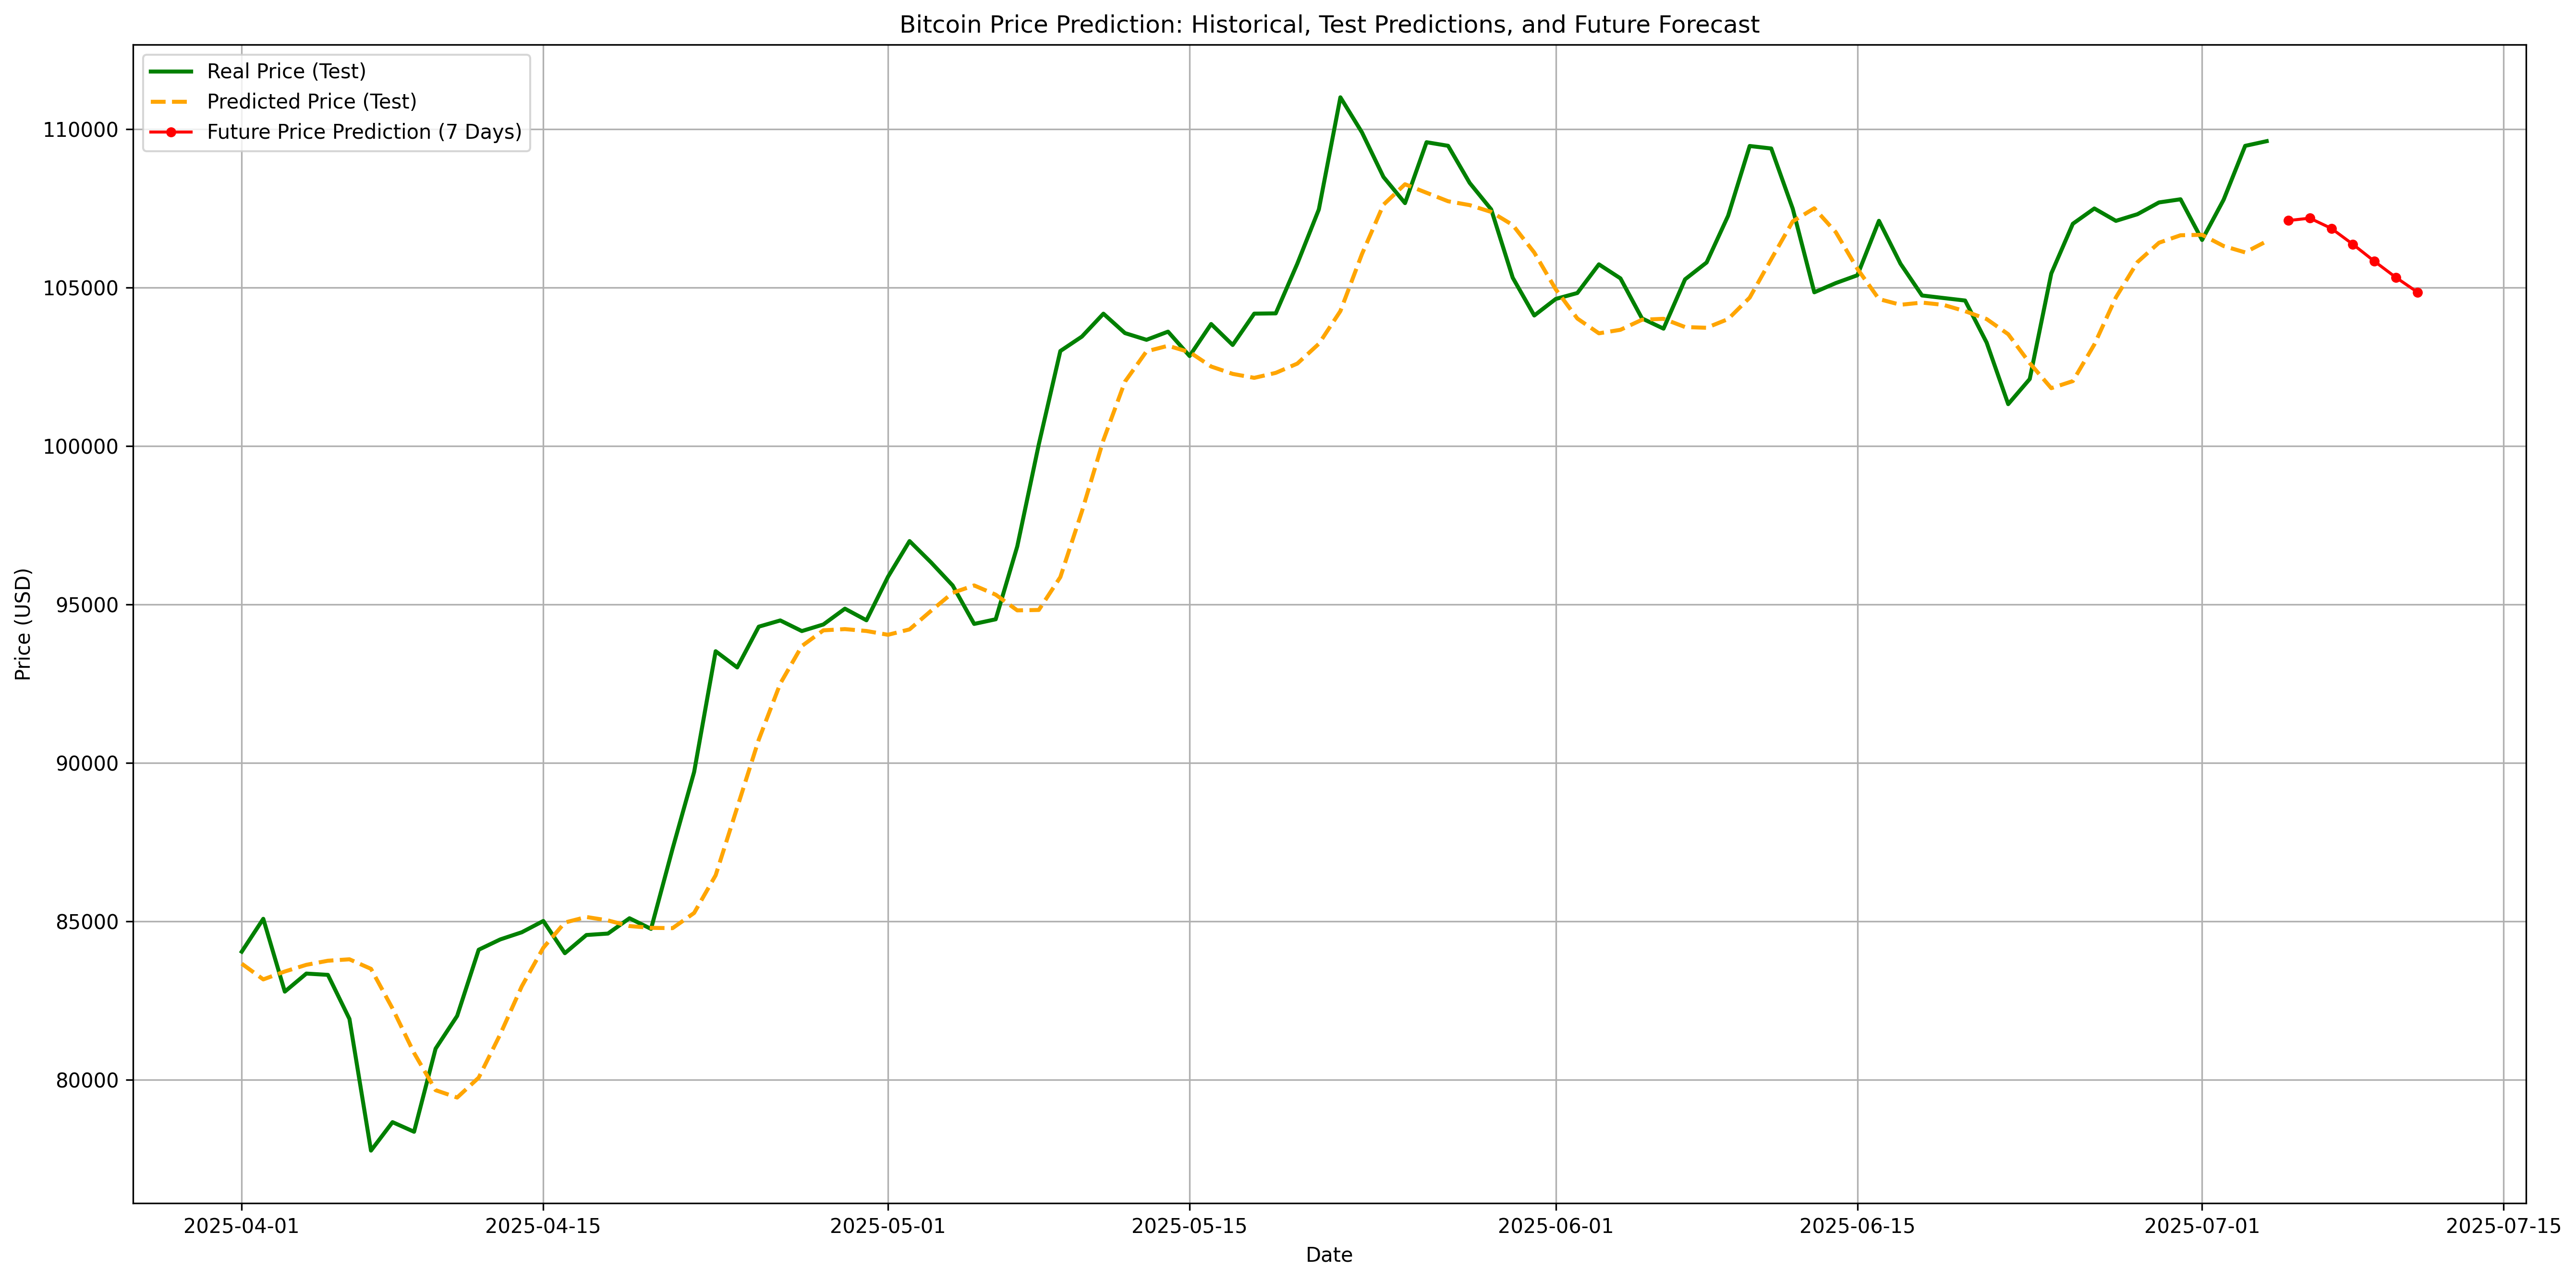 Bitcoin Price Prediction: Historical, Test Predictions, and Future Forecast
Real Price (Test)
Predicted Price (Test)
Future Price Prediction (7 Days)
110000
105000
100000
95000
90000
85000
80000
Price (USD)
2025-04-01
2025-04-15
2025-05-01
2025-05-15
2025-06-01
2025-06-15
2025-07-01
2025-07-15
Date